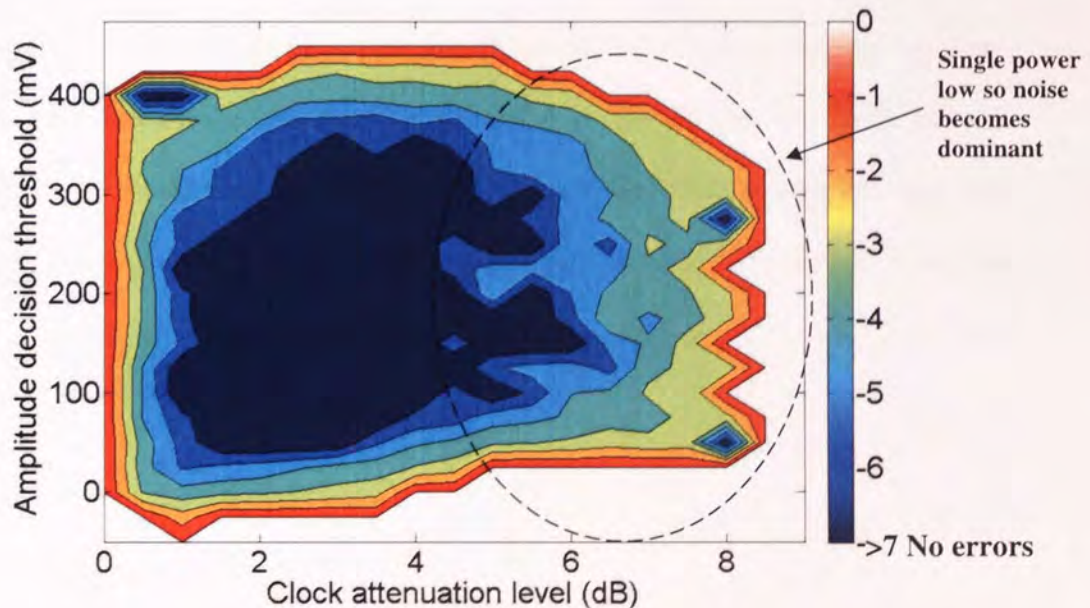 Amplitude decision threshold (mV)
400
300
200
100
0
0
2
4
6
8
Clock attenuation level (dB)
0
-1
-2
-3
-4
-5
-6
->7 No errors
Single power
low so noise
becomes
dominant